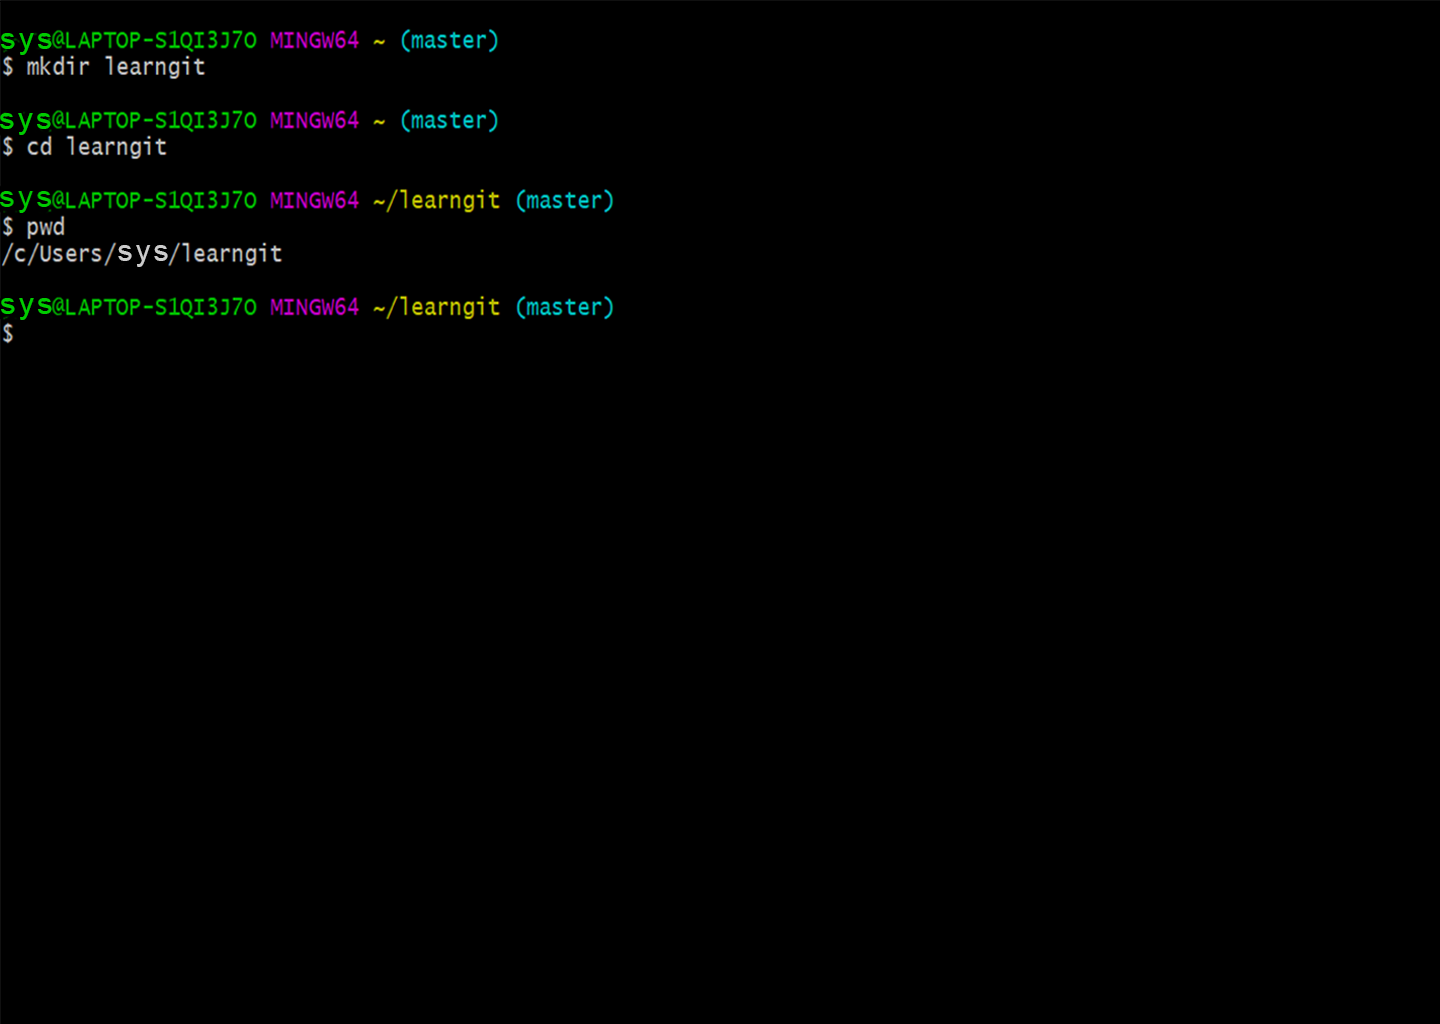 sys@LAPTOP-S1QI3J7O MINGW64 ~ (master)
$ mkdir learngit
sys@LAPTOP-S1QI3J7O MINGW64 ~ (master)
$ cd learngit
sys@LAPTOP-S1QI3J7O MINGW64 ~/learngit (master)
$ pwd
/c/Users/sys/learngit
sys@LAPTOP-S1QI3J7O MINGW64 ~/learngit (master)
$